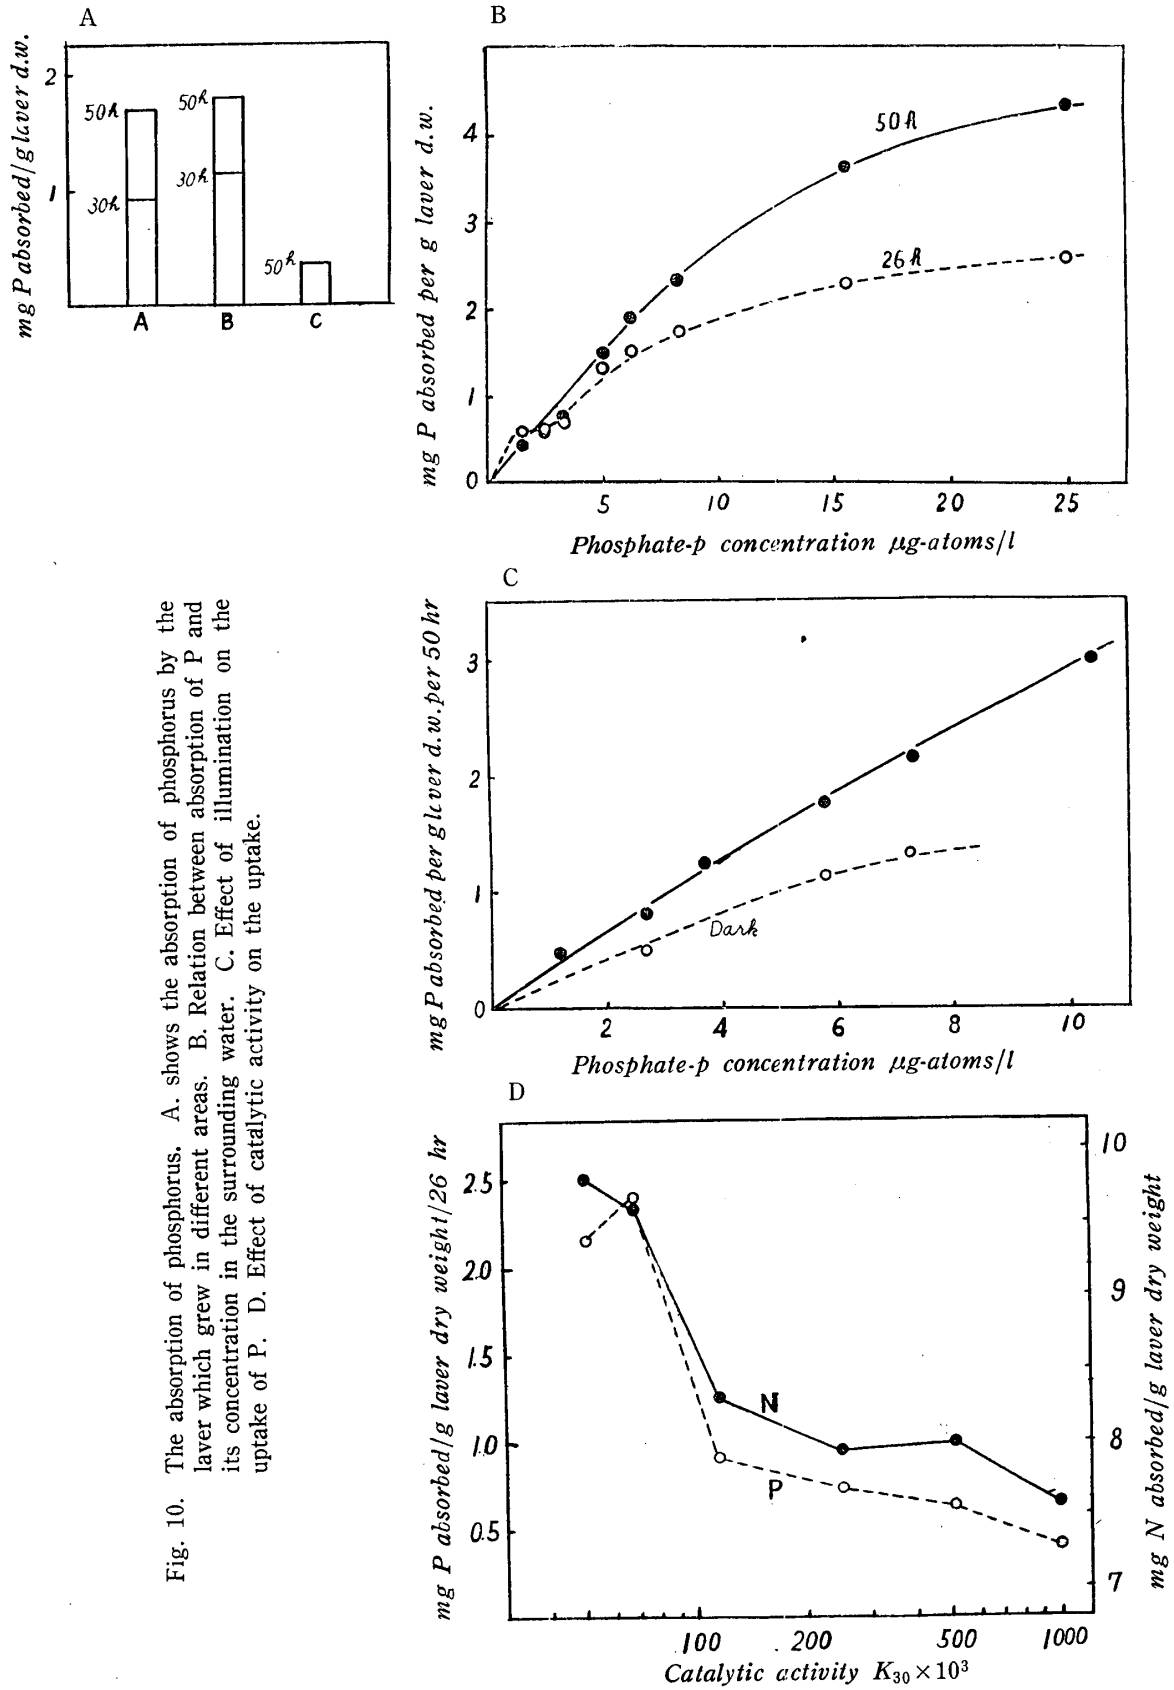 A
mg P absorbed/g laver d.w.
2
1
50h
30h
50h
30h
50h
A B C
B
mg P absorbed per g laver d.w.
4
3
2
1
0
50h
26h
5 10 15 20 25
Phosphate-p concentration µg-atoms/l
C
mg P absorbed per g laver d.w. per 50 hr
3
2
1
0
Dark
2 4 6 8 10
Phosphate-p concentration µg-atoms/l
D
mg P absorbed/g laver dry weight/26 hr
2.5
2.0
1.5
1.0
0.5
N
P
10
9
8
7
mg N absorbed/g laver dry weight
100 200 500 1000
Catalytic activity K₃₀×10³
Fig. 10. The absorption of phosphorus. A. shows the absorption of phosphorus by the
laver which grew in different areas. B. Relation between absorption of P and
its concentration in the surrounding water. C. Effect of illumination on the
uptake of P. D. Effect of catalytic activity on the uptake.